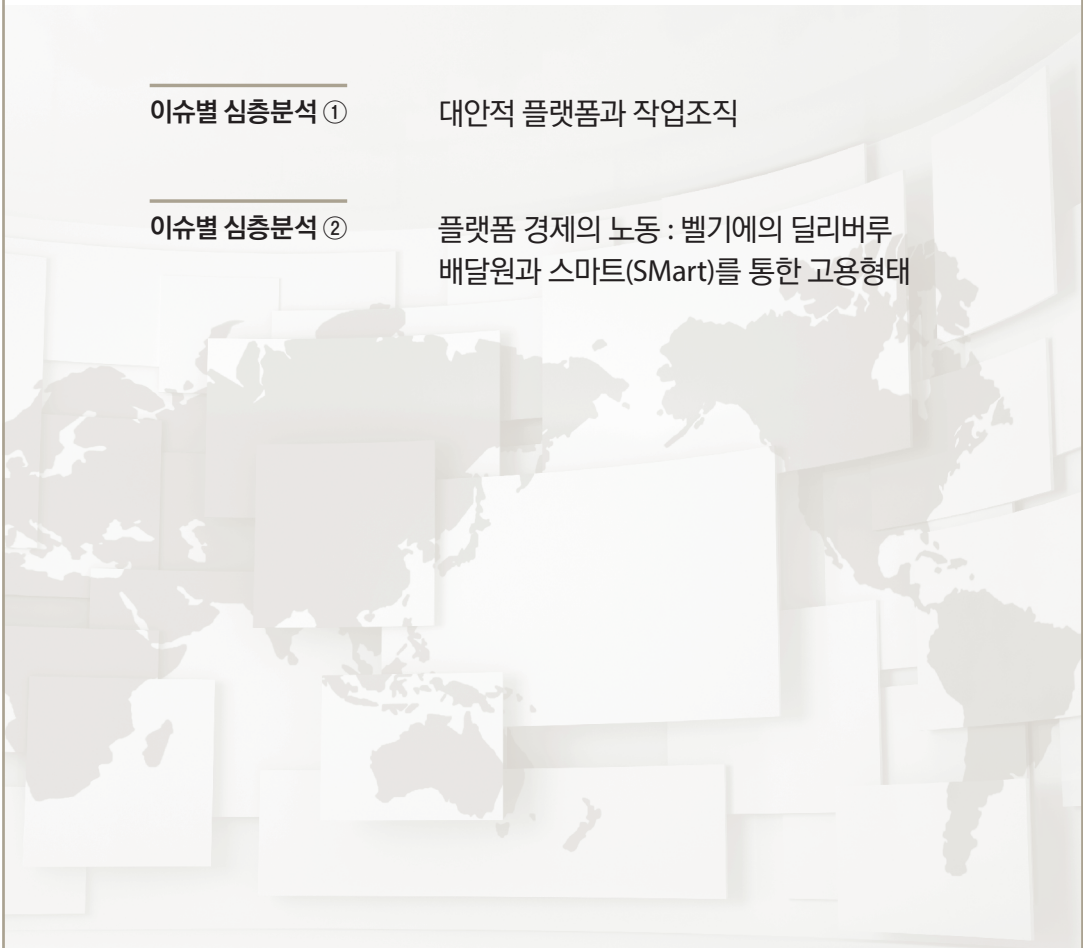 이슈별 심층분석 ① 대안적 플랫폼과 작업조직
이슈별 심층분석 ② 플랫폼 경제의 노동 : 벨기에의 딜리버루
배달원과 스마트(SMart)를 통한 고용형태